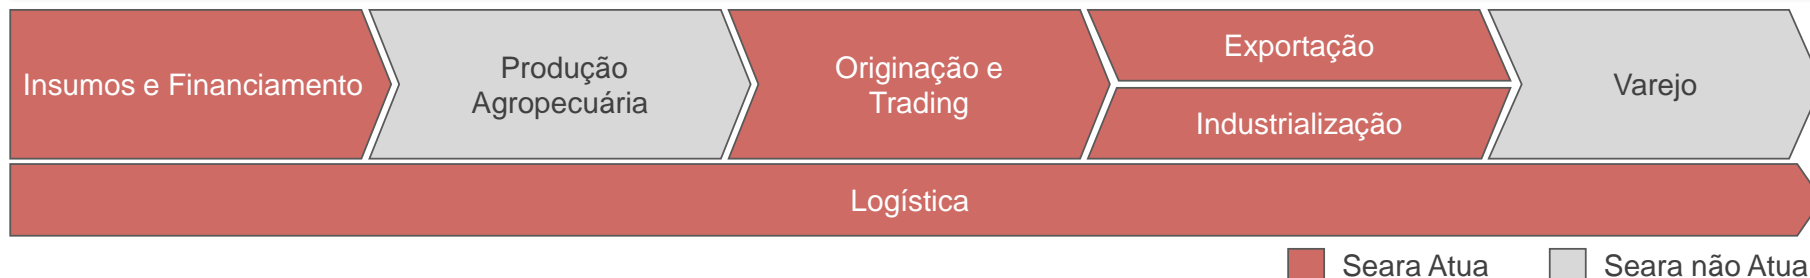 Insumos e Financiamento
Produção
Agropecuária
Originação e
Trading
Exportação
Industrialização
Varejo
Logística
Seara Atua
Seara não Atua